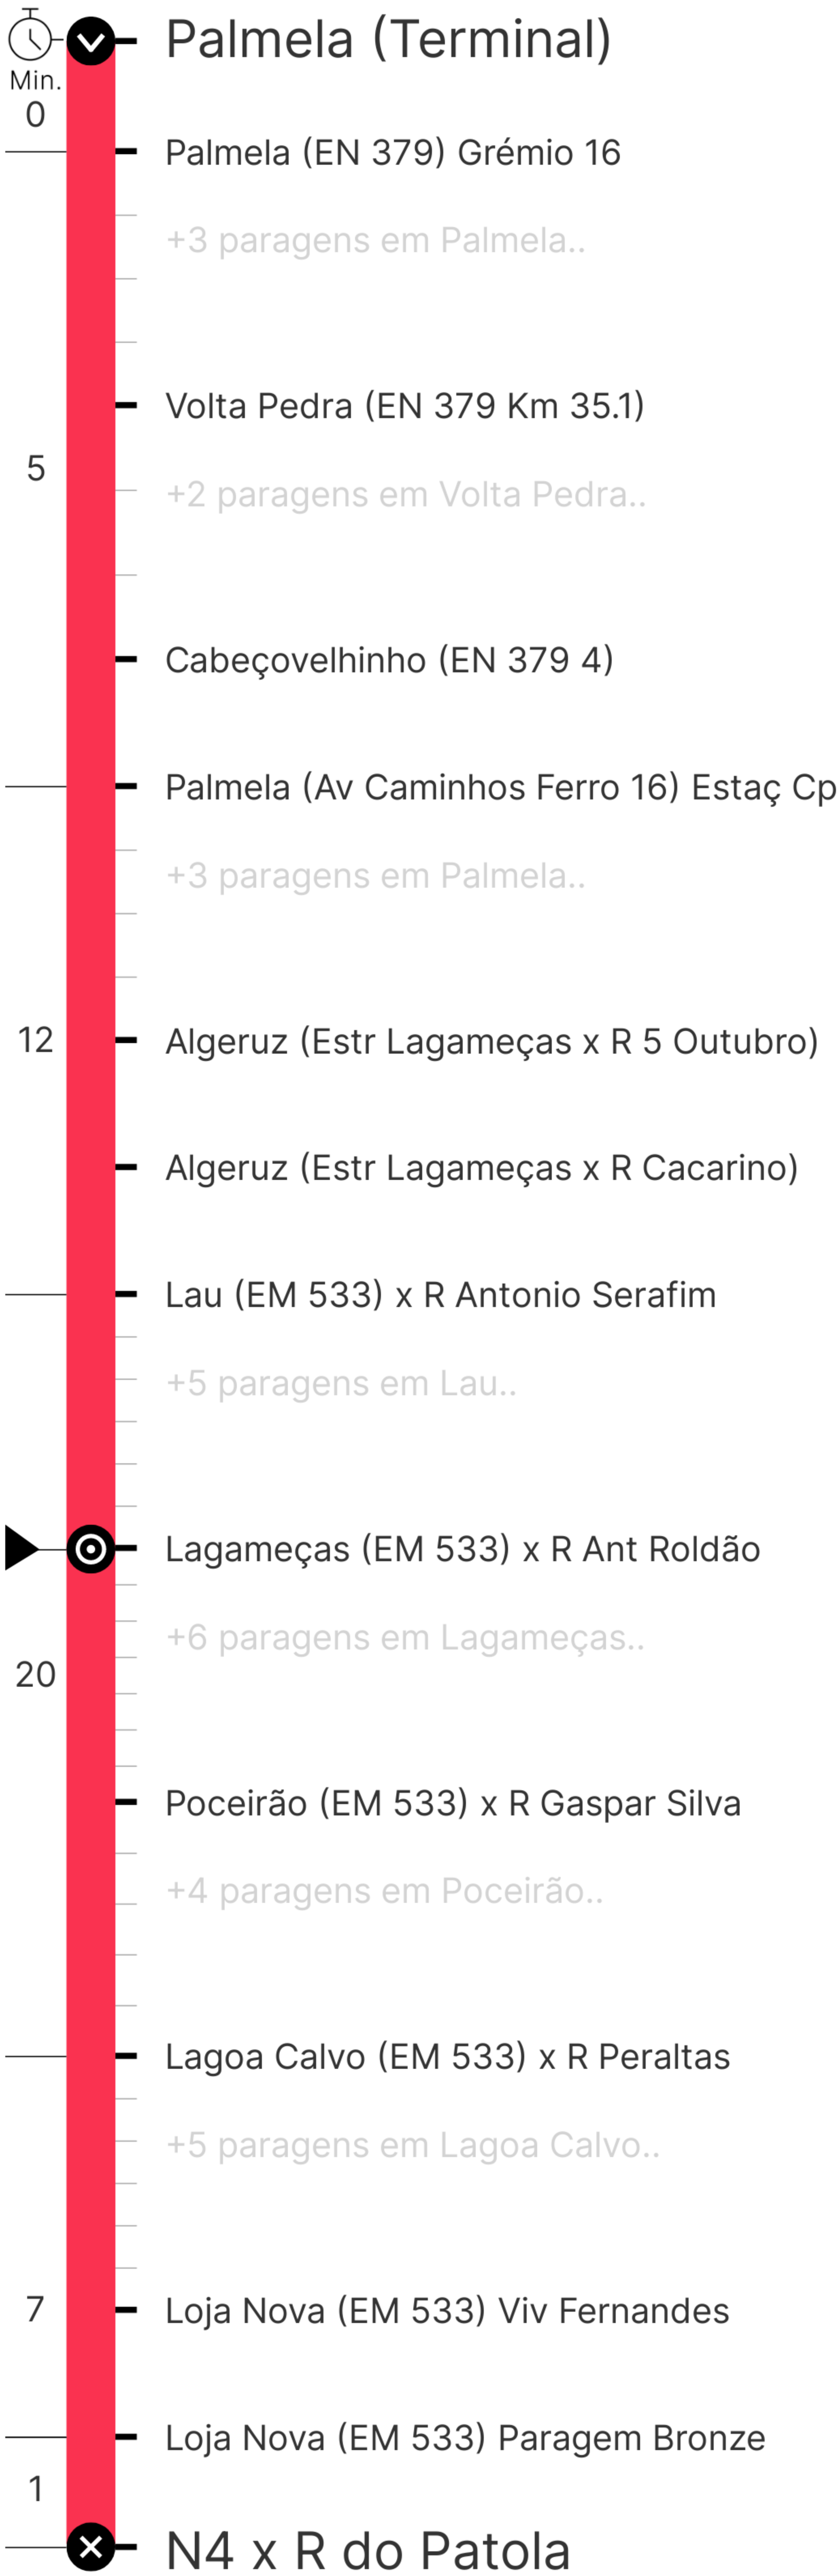 Palmela (Terminal)
Min.
0
Palmela (EN 379) Grémio 16
+3 paragens em Palmela..
Volta Pedra (EN 379 Km 35.1)
5
+2 paragens em Volta Pedra..
Cabeçovelhinho (EN 379 4)
Palmela (Av Caminhos Ferro 16) Estaç Cp
+3 paragens em Palmela..
12
Algeruz (Estr Lagameças x R 5 Outubro)
Algeruz (Estr Lagameças x R Cacarino)
Lau (EM 533) x R Antonio Serafim
+5 paragens em Lau..
Lagameças (EM 533) x R Ant Roldão
+6 paragens em Lagameças..
20
Poceirão (EM 533) x R Gaspar Silva
+4 paragens em Poceirão..
Lagoa Calvo (EM 533) x R Peraltas
+5 paragens em Lagoa Calvo..
7
Loja Nova (EM 533) Viv Fernandes
Loja Nova (EM 533) Paragem Bronze
1
N4 x R do Patola